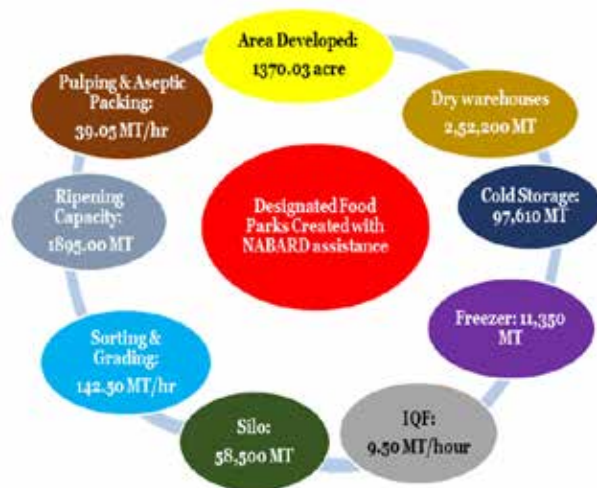 Area Developed:
1370.03 acre
Dry warehouses
2,52,200 MT
Cold Storage:
97,610 MT
Freezer: 11,350
MT
IQF:
9.50 MT/hour
Silo:
58,500 MT
Sorting &
Grading:
142.50 MT/hr
Ripening
Capacity:
1895.00 MT
Pulping & Aseptic
Packing:
39.05 MT/hr
Designated Food
Parks Created with
NABARD assistance